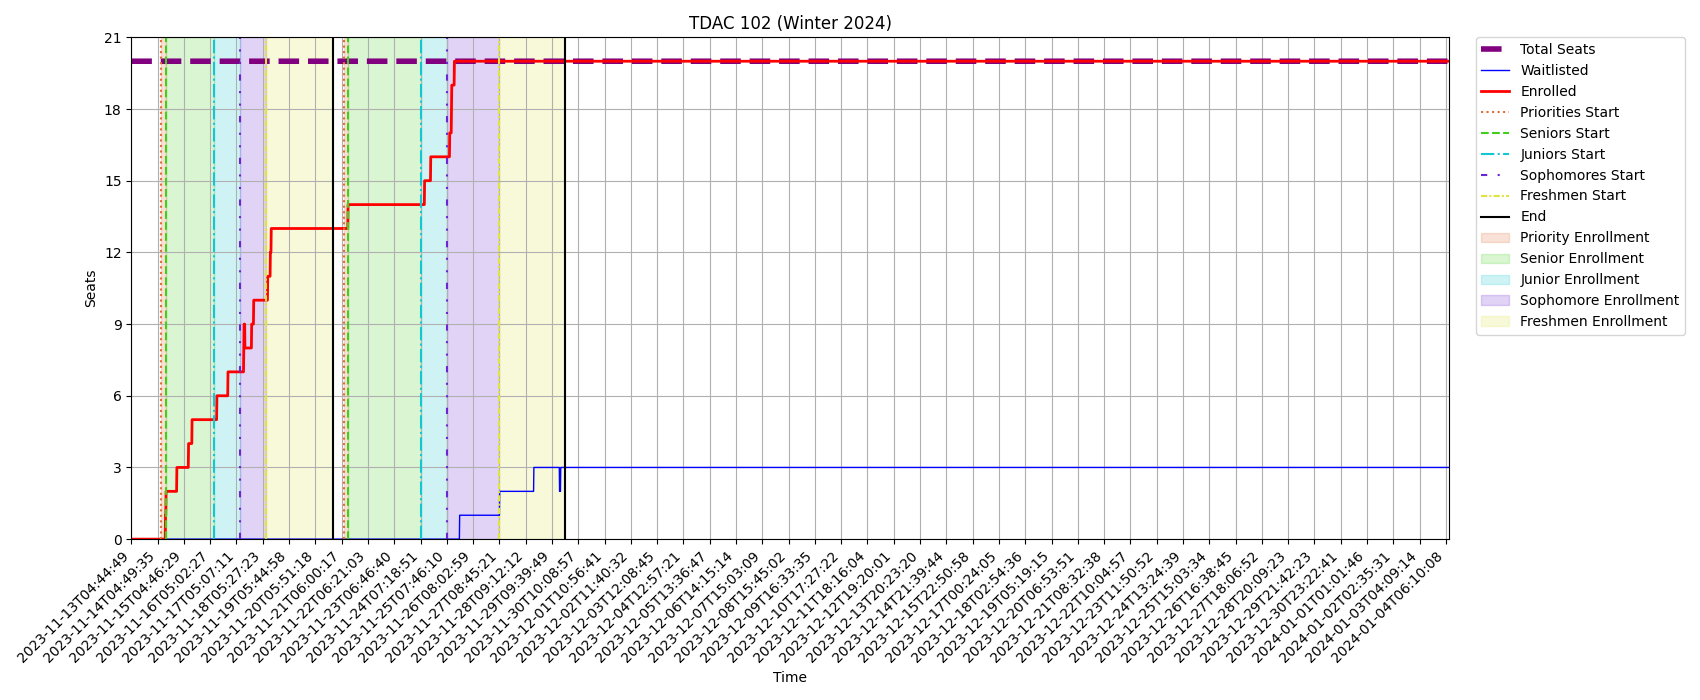 TDAC 102 (Winter 2024)
21
18
15
12
9
6
3
0
Seats
2023-11-13T04:44:49
2023-11-14T04:49:35
2023-11-15T04:46:29
2023-11-16T05:02:27
2023-11-17T05:07:11
2023-11-18T05:27:23
2023-11-19T05:44:58
2023-11-20T05:51:18
2023-11-21T06:00:17
2023-11-22T06:21:03
2023-11-23T06:46:40
2023-11-24T07:18:51
2023-11-25T07:46:10
2023-11-26T08:02:59
2023-11-27T08:45:21
2023-11-28T09:12:12
2023-11-29T09:39:49
2023-11-30T10:08:57
2023-12-01T10:56:41
2023-12-02T11:40:32
2023-12-03T12:08:45
2023-12-04T12:57:21
2023-12-05T13:36:47
2023-12-06T14:15:14
2023-12-07T15:03:09
2023-12-08T15:45:02
2023-12-09T16:33:35
2023-12-10T17:27:22
2023-12-11T18:16:04
2023-12-12T19:20:01
2023-12-13T20:23:20
2023-12-14T21:39:44
2023-12-15T22:50:58
2023-12-17T00:24:05
2023-12-18T02:54:36
2023-12-19T05:19:15
2023-12-20T06:53:51
2023-12-21T08:32:38
2023-12-22T10:04:57
2023-12-23T11:50:52
2023-12-24T13:24:39
2023-12-25T15:03:34
2023-12-26T16:38:45
2023-12-27T18:06:52
2023-12-28T20:09:23
2023-12-30T21:42:23
2023-12-30T23:22:41
2024-01-01T01:01:46
2024-01-02T02:35:31
2024-01-03T04:09:14
2024-01-04T06:10:08
Time
Total Seats
Waitlisted
Enrolled
Priorities Start
Seniors Start
Juniors Start
Sophomores Start
Freshmen Start
End
Priority Enrollment
Senior Enrollment
Junior Enrollment
Sophomore Enrollment
Freshmen Enrollment